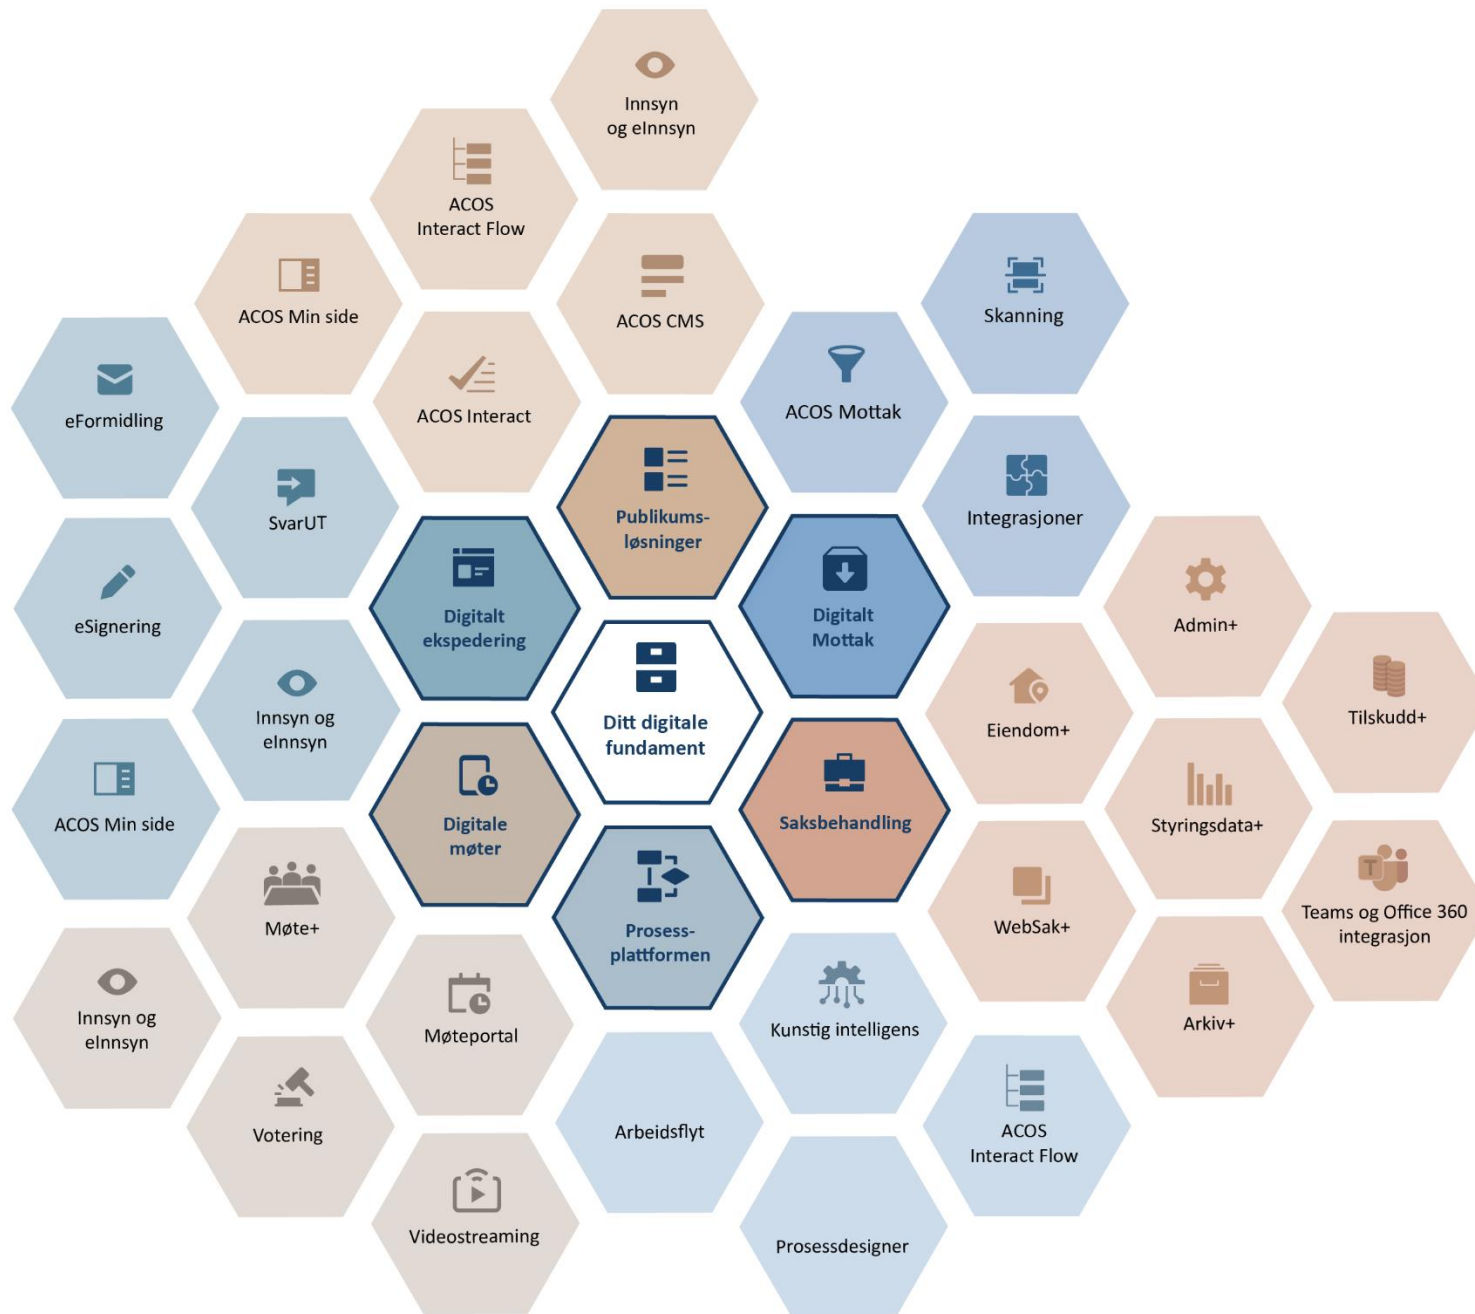 Innsyn
og eInnsyn
ACOS
Interact Flow
ACOS Min side
ACOS CMS
Skanning
eFormidling
ACOS Interact
ACOS Mottak
SvarUT
Publikums-
løsninger
Integrasjoner
eSignering
Digitalt
ekspedering
Digitalt
Mottak
Admin+
Innsyn og
eInnsyn
Ditt digitale
fundament
Eiendom+
Tilskudd+
ACOS Min side
Digitale
møter
Saksbehandling
Styringsdata+
Møte+
Prosess-
plattformen
WebSak+
Teams og Office 360
integrasjon
Innsyn og
eInnsyn
Møteportal
Kunstig intelligens
Arkiv+
Votering
Arbeidsflyt
ACOS
Interact Flow
Videostreaming
Prosessdesigner